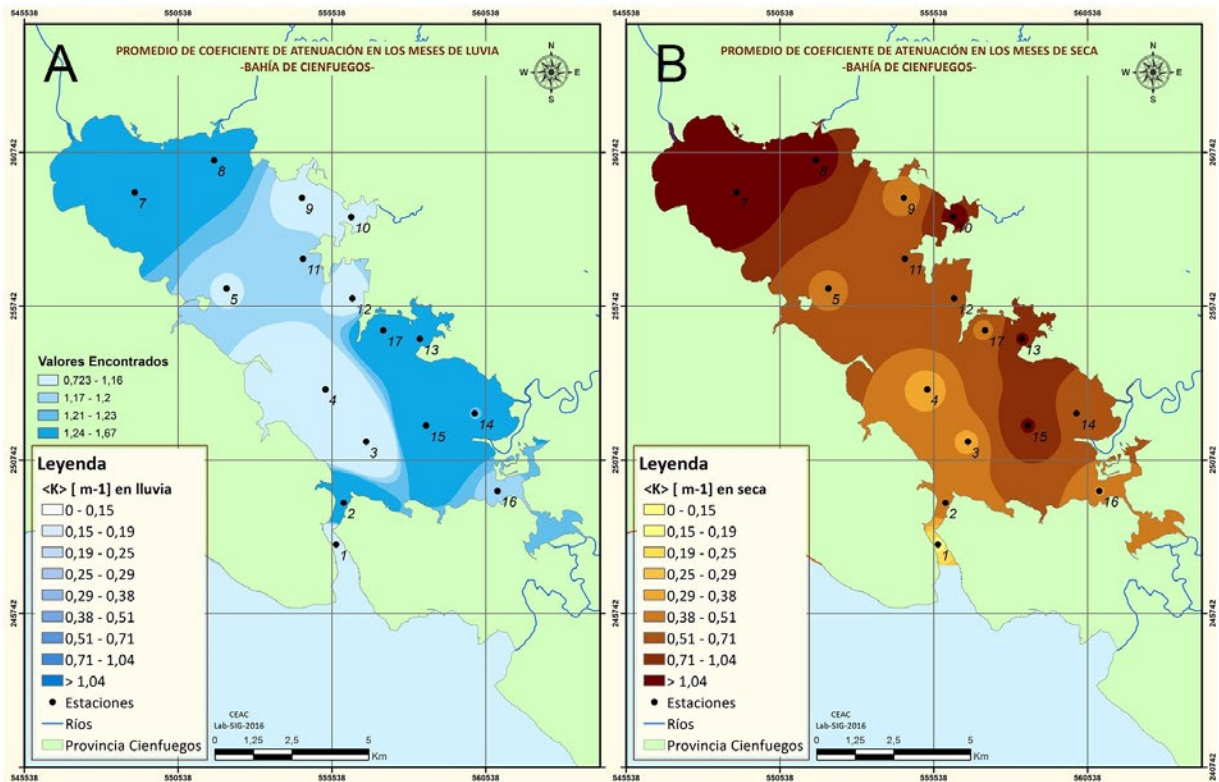 545538 550538 555538 560538
A
PROMEDIO DE COEFICIENTE DE ATENUACIÓN EN LOS MESES DE LUVIA
-BAHÍA DE CIENFUEGOS-
N
W E
S
260742
255742
250742
245742
8
7
9
10
11
5
12
17
13
4
14
15
3
16
2
1
Valores Encontrados
0,723 - 1,16
1,17 - 1,2
1,21 - 1,23
1,24 - 1,67
Leyenda
<K> [ m-1] en lluvia
0 - 0,15
0,15 - 0,19
0,19 - 0,25
0,25 - 0,29
0,29 - 0,38
0,38 - 0,51
0,51 - 0,71
0,71 - 1,04
> 1,04
Estaciones
Ríos
Provincia Cienfuegos
CEAC
Lab-SIG-2016
0 1,25 2,5 5
Km
545538 550538 555538 560538
545538 550538 555538 560538
B
PROMEDIO DE COEFICIENTE DE ATENUACIÓN EN LOS MESES DE SECA
-BAHÍA DE CIENFUEGOS-
N
W E
S
8
7
9
10
11
5
12
17
13
4
14
15
3
16
2
1
Leyenda
<K> [ m-1] en seca
0 - 0,15
0,15 - 0,19
0,19 - 0,25
0,25 - 0,29
0,29 - 0,38
0,38 - 0,51
0,51 - 0,71
0,71 - 1,04
> 1,04
Estaciones
Ríos
Provincia Cienfuegos
CEAC
Lab-SIG-2016
0 1,25 2,5 5
Km
260742
255742
250742
245742
240742
545538 550538 555538 560538